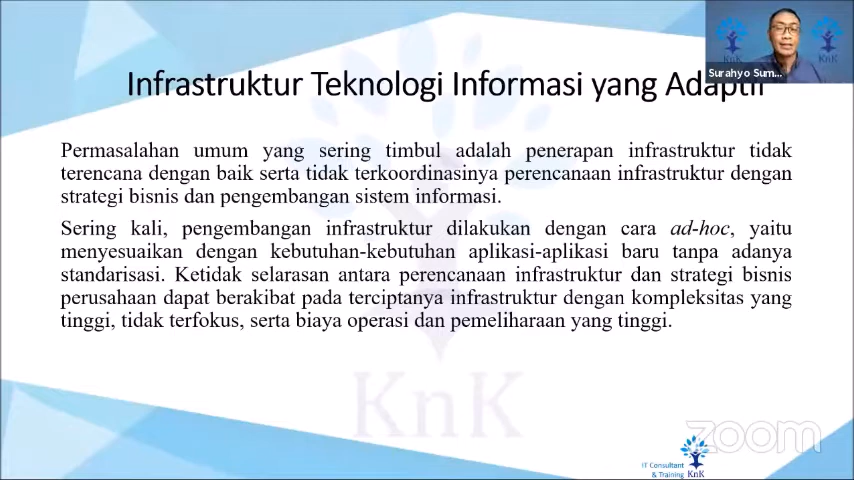 Infrastruktur Teknologi Informasi yang Adaptif
KnK
KnK
Surahyo Sum...
Permasalahan umum yang sering timbul adalah penerapan infrastruktur tidak
terencana dengan baik serta tidak terkoordinasinya perencanaan infrastruktur dengan
strategi bisnis dan pengembangan sistem informasi.
Sering kali, pengembangan infrastruktur dilakukan dengan cara ad-hoc, yaitu
menyesuaikan dengan kebutuhan-kebutuhan aplikasi-aplikasi baru tanpa adanya
standarisasi. Ketidak selarasan antara perencanaan infrastruktur dan strategi bisnis
perusahaan dapat berakibat pada terciptanya infrastruktur dengan kompleksitas yang
tinggi, tidak terfokus, serta biaya operasi dan pemeliharaan yang tinggi.
KnK
zoom
IT Consultant
& Training KnK